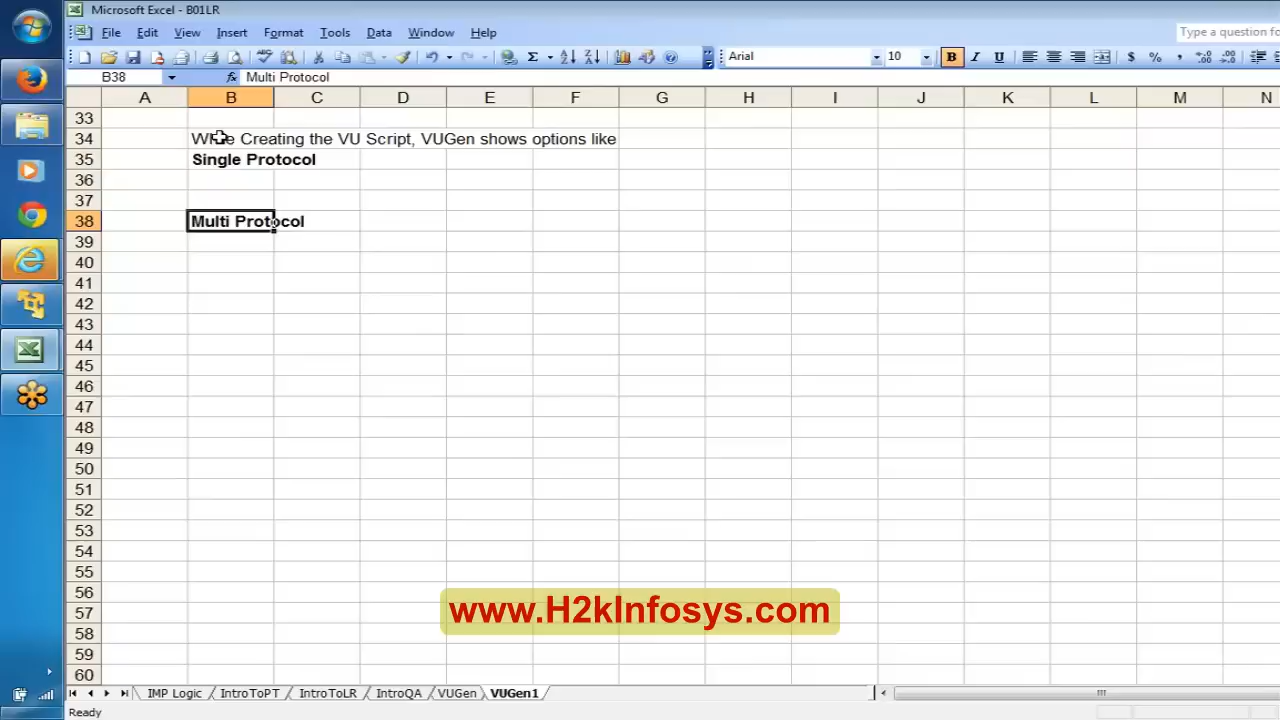 Microsoft Excel - B01LR
File Edit View Insert Format Tools Data Window Help
Type a question fo
Arial 10 B I U $ %
B38 fx Multi Protocol
A B C D E F G H I J K L M N
33
34 While Creating the VU Script, VUGen shows options like
35 Single Protocol
36
37
38 Multi Protocol
39
40
41
42
43
44
45
46
47
48
49
50
51
52
53
54
55
56
57
58
59
60
www.H2kInfosys.com
IMP Logic IntroToPT IntroToLR IntroQA VUGen VUGen1
Ready